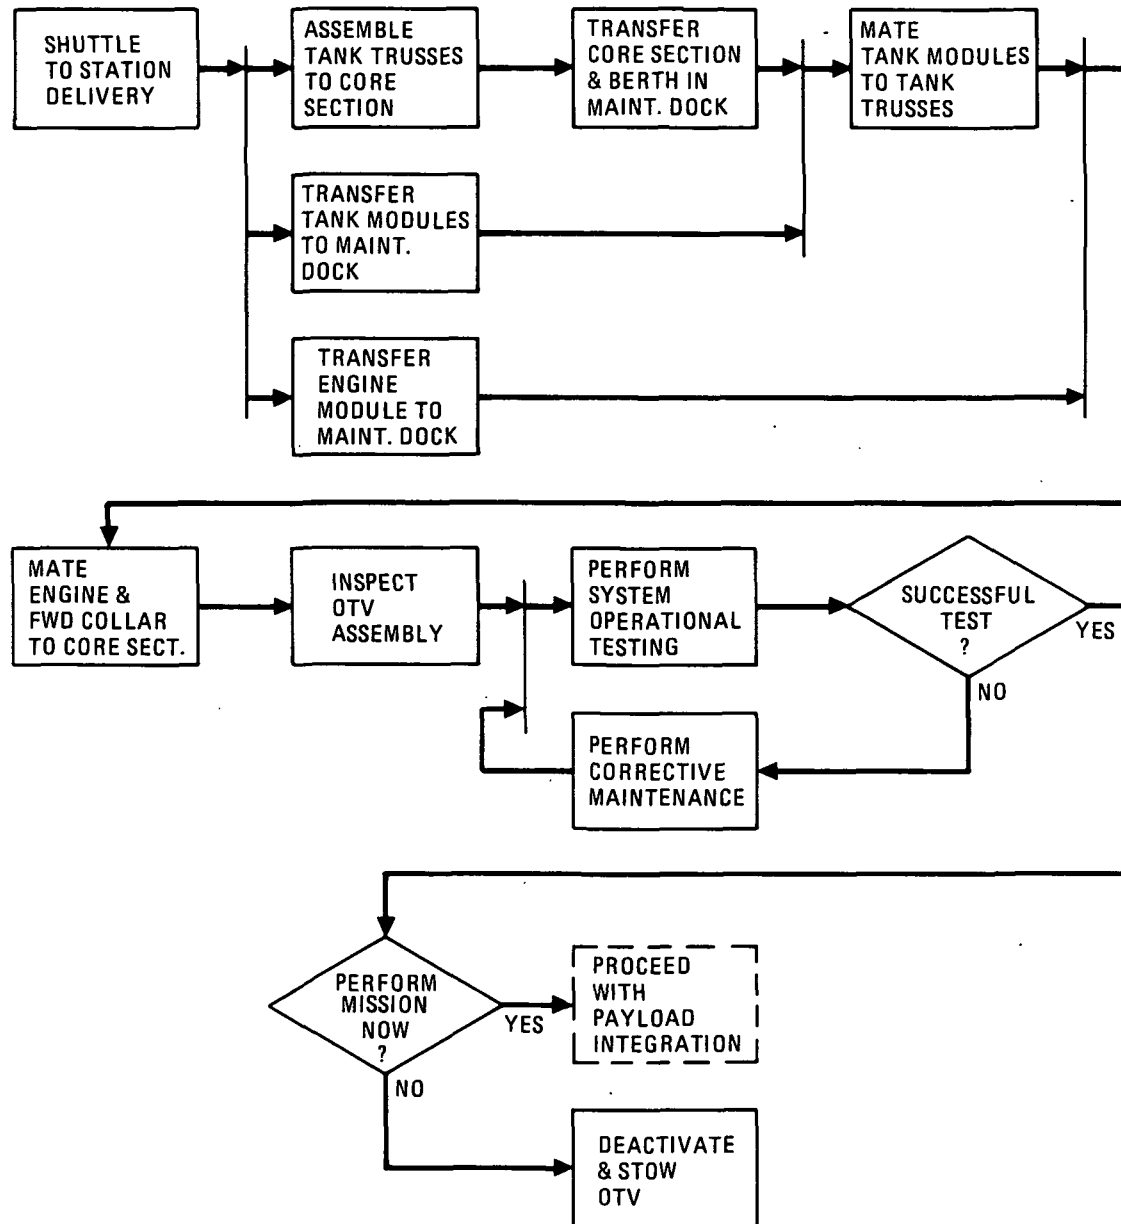 SHUTTLE
TO STATION
DELIVERY
ASSEMBLE
TANK TRUSSES
TO CORE
SECTION
TRANSFER
CORE SECTION
& BERTH IN
MAINT. DOCK
MATE
TANK MODULES
TO TANK
TRUSSES
TRANSFER
TANK MODULES
TO MAINT.
DOCK
TRANSFER
ENGINE
MODULE TO
MAINT. DOCK
MATE
ENGINE &
FWD COLLAR
TO CORE SECT.
INSPECT
OTV
ASSEMBLY
PERFORM
SYSTEM
OPERATIONAL
TESTING
SUCCESSFUL
TEST
?
YES
NO
PERFORM
CORRECTIVE
MAINTENANCE
PERFORM
MISSION
NOW
?
YES
NO
PROCEED
WITH
PAYLOAD
INTEGRATION
DEACTIVATE
& STOW
OTV